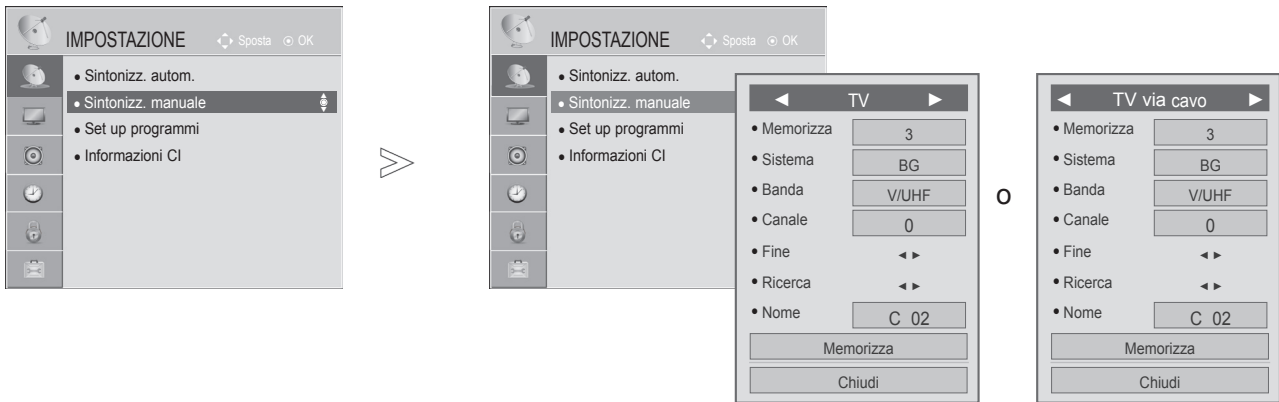 IMPOSTAZIONE Sposta OK
• Sintonizz. autom.
• Sintonizz. manuale
• Set up programmi
• Informazioni CI
IMPOSTAZIONE Sposta OK
• Sintonizz. autom.
• Sintonizz. manuale
• Set up programmi
• Informazioni CI
◄ TV ►
• Memorizza 3
• Sistema BG
• Banda V/UHF
• Canale 0
• Fine ◄ ►
• Ricerca ◄ ►
• Nome C 02
Memorizza
Chiudi
o
◄ TV via cavo ►
• Memorizza 3
• Sistema BG
• Banda V/UHF
• Canale 0
• Fine ◄ ►
• Ricerca ◄ ►
• Nome C 02
Memorizza
Chiudi